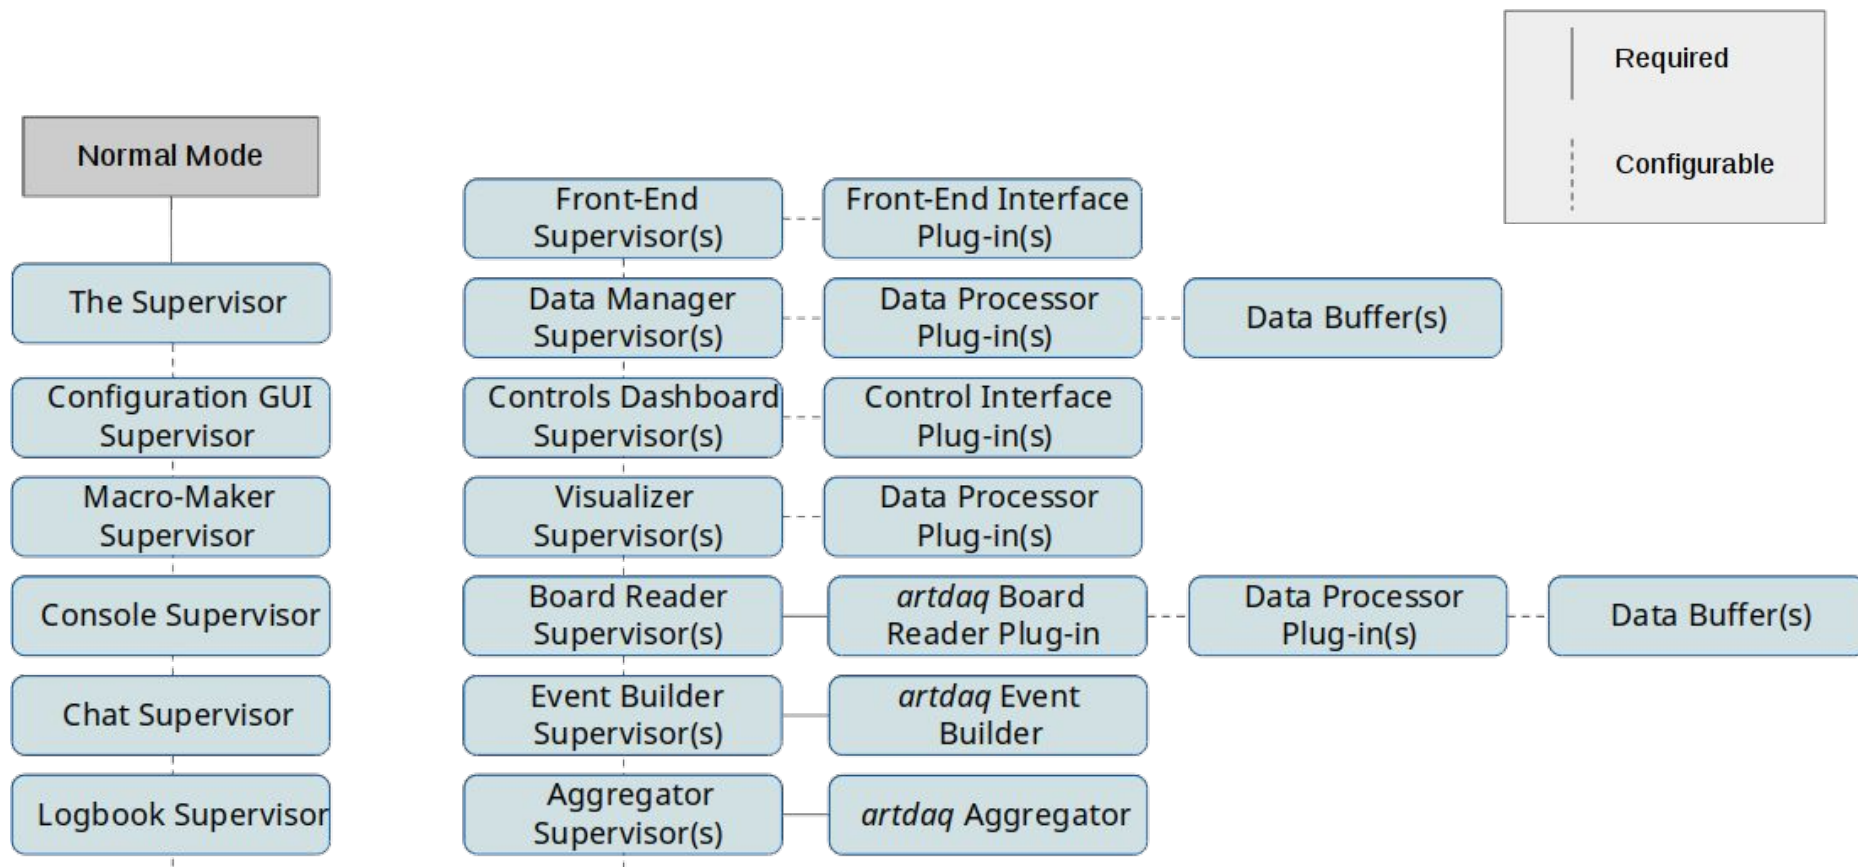 Required
Configurable
Normal Mode
The Supervisor
Configuration GUI
Supervisor
Macro-Maker
Supervisor
Console Supervisor
Chat Supervisor
Logbook Supervisor
Front-End
Supervisor(s)
Front-End Interface
Plug-in(s)
Data Manager
Supervisor(s)
Data Processor
Plug-in(s)
Data Buffer(s)
Controls Dashboard
Supervisor(s)
Control Interface
Plug-in(s)
Visualizer
Supervisor(s)
Data Processor
Plug-in(s)
Board Reader
Supervisor(s)
artdaq Board
Reader Plug-in
Data Processor
Plug-in(s)
Data Buffer(s)
Event Builder
Supervisor(s)
artdaq Event
Builder
Aggregator
Supervisor(s)
artdaq Aggregator